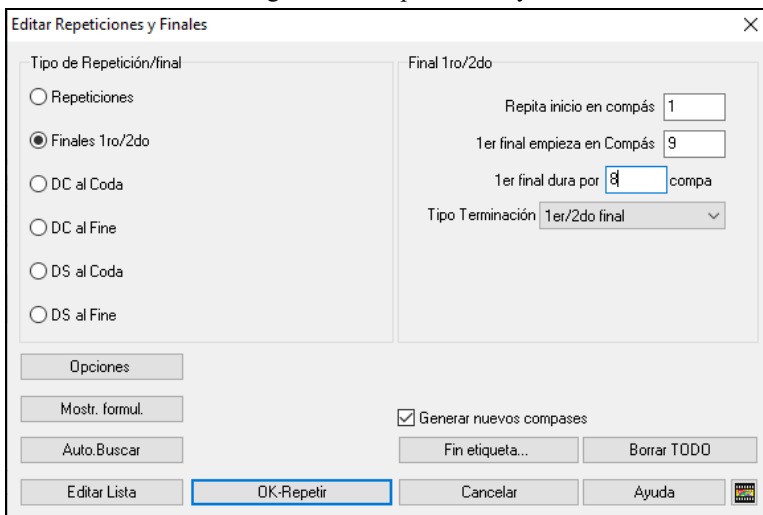 Editar Repeticiones y Finales
Tipo de Repetición/final
Repeticiones
Finales 1ro/2do
DC al Coda
DC al Fine
DS al Coda
DS al Fine
Final 1ro/2do
Repita inicio en compás 1
1er final empieza en Compás 9
1er final dura por 8 compa
Tipo Terminación 1er/2do final
Opciones
Mostr. formul.
Generar nuevos compases
Auto.Buscar
Fin etiqueta...
Borrar TODO
Editar Lista
OK-Repetir
Cancelar
Ayuda